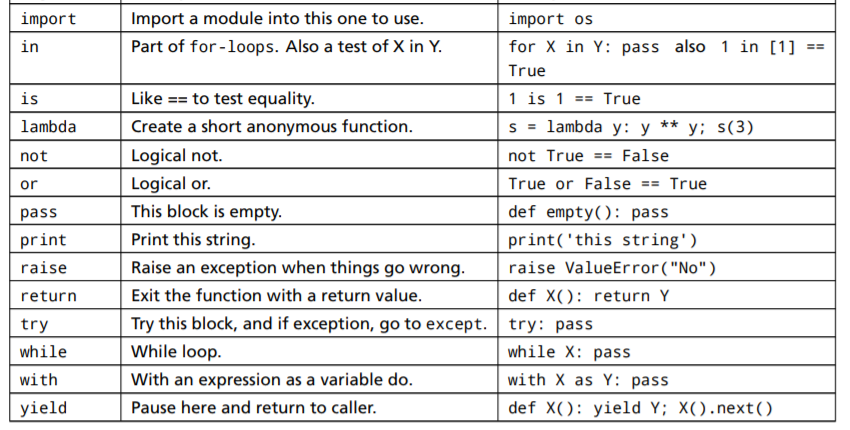 import Import a module into this one to use. import os
in Part of for-loops. Also a test of X in Y. for X in Y: pass also 1 in [1] ==
True
is Like == to test equality. 1 is 1 == True
lambda Create a short anonymous function. s = lambda y: y ** y; s(3)
not Logical not. not True == False
or Logical or. True or False == True
pass This block is empty. def empty(): pass
print Print this string. print('this string')
raise Raise an exception when things go wrong. raise ValueError("No")
return Exit the function with a return value. def X(): return Y
try Try this block, and if exception, go to except. try: pass
while While loop. while X: pass
with With an expression as a variable do. with X as Y: pass
yield Pause here and return to caller. def X(): yield Y; X().next()